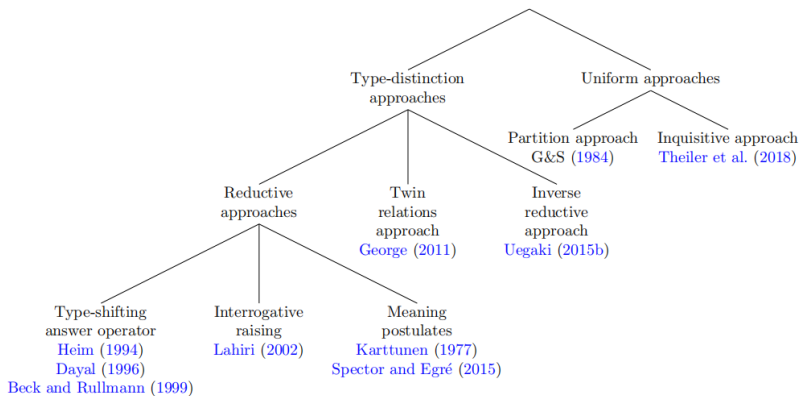 Type-distinction
approaches
Uniform approaches
Partition approach
G&S (1984)
Inquisitive approach
Theiler et al. (2018)
Reductive
approaches
Twin
relations
approach
George (2011)
Inverse
reductive
approach
Uegaki (2015b)
Type-shifting
answer operator
Heim (1994)
Dayal (1996)
Beck and Rullmann (1999)
Interrogative
raising
Lahiri (2002)
Meaning
postulates
Karttunen (1977)
Spector and Egré (2015)